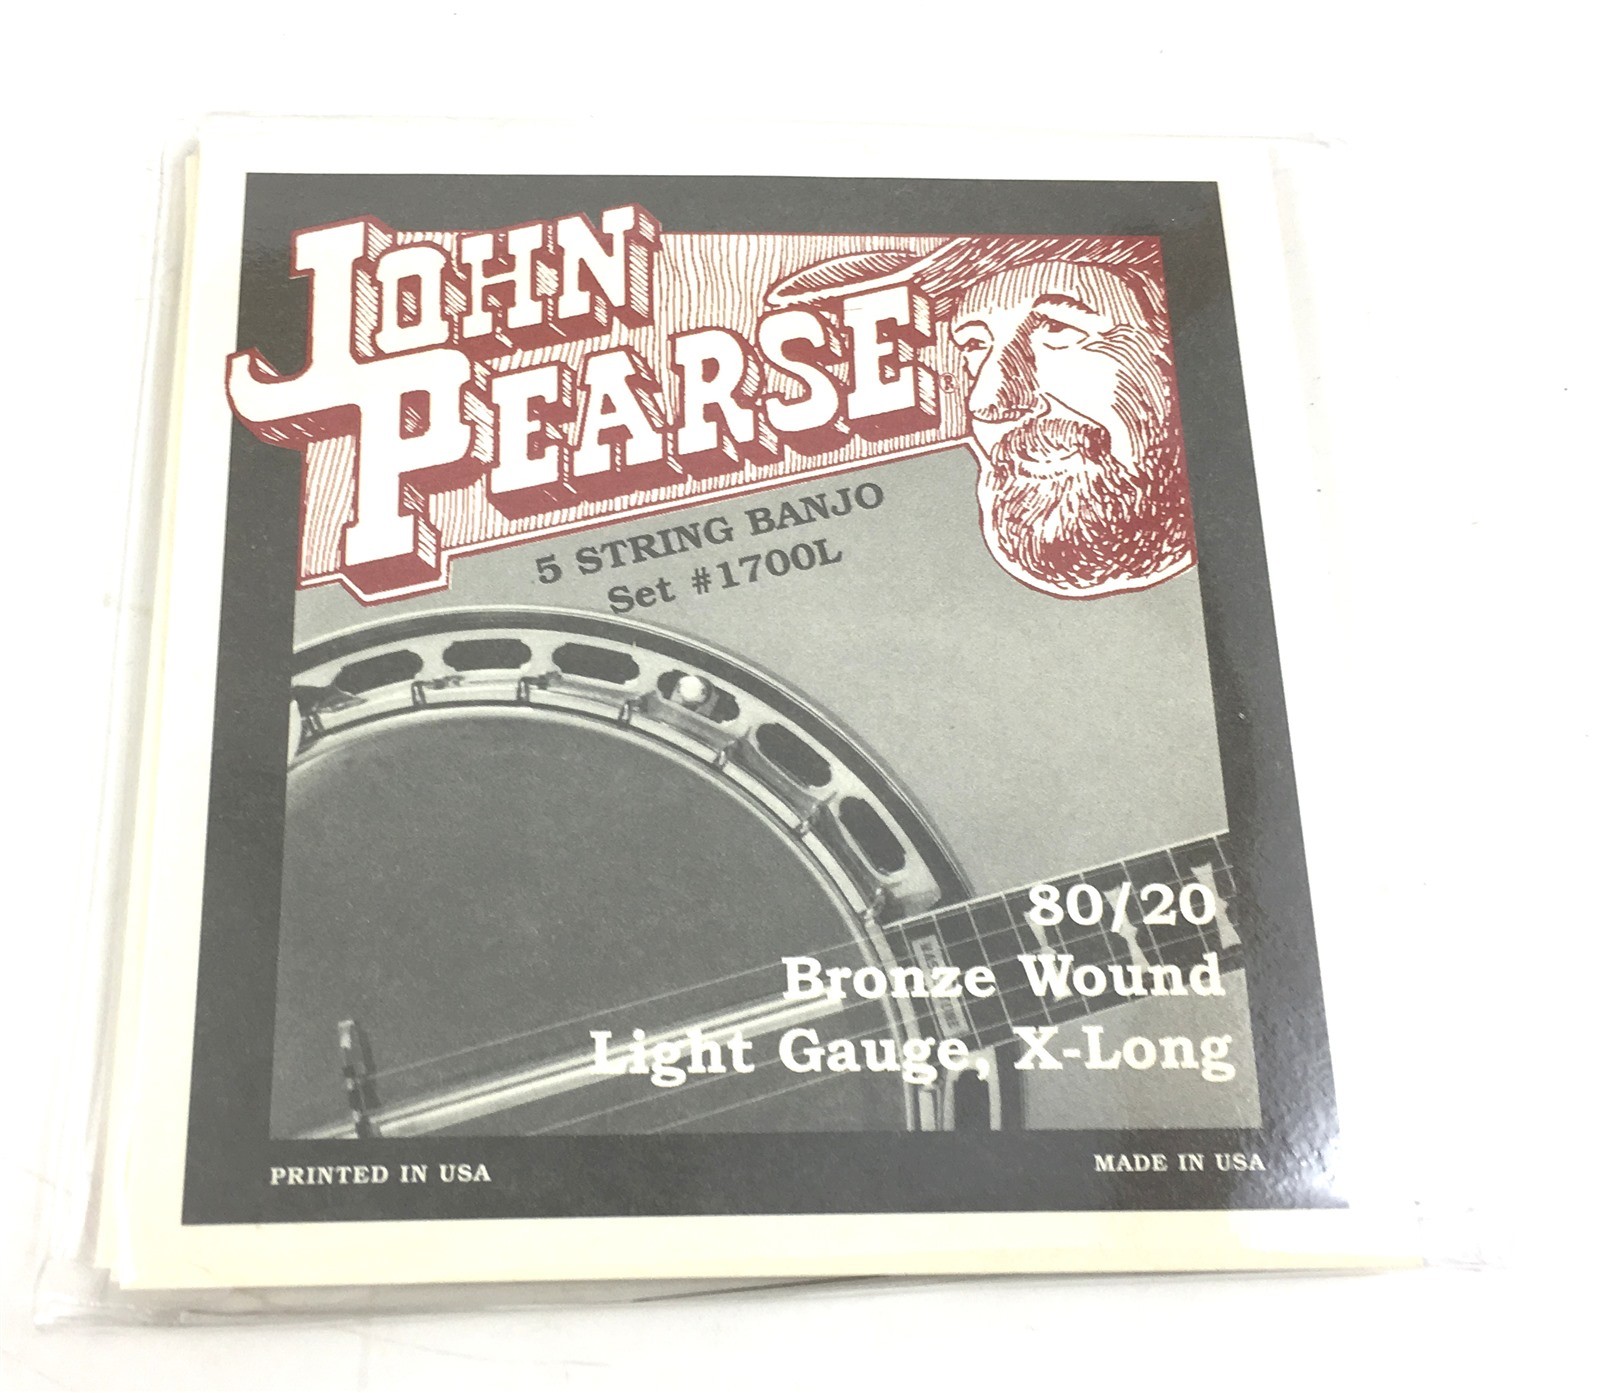 JOHN
PEARSE®
5 STRING BANJO
Set #1700L
80/20
Bronze Wound
Light Gauge, X-Long
PRINTED IN USA
MADE IN USA